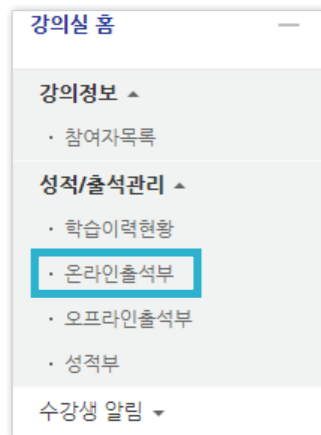 강의실 홈
강의정보 ▲
· 참여자목록
성적/출석관리 ▲
· 학습이력현황
· 온라인출석부
· 오프라인출석부
· 성적부
수강생 알림 ▼